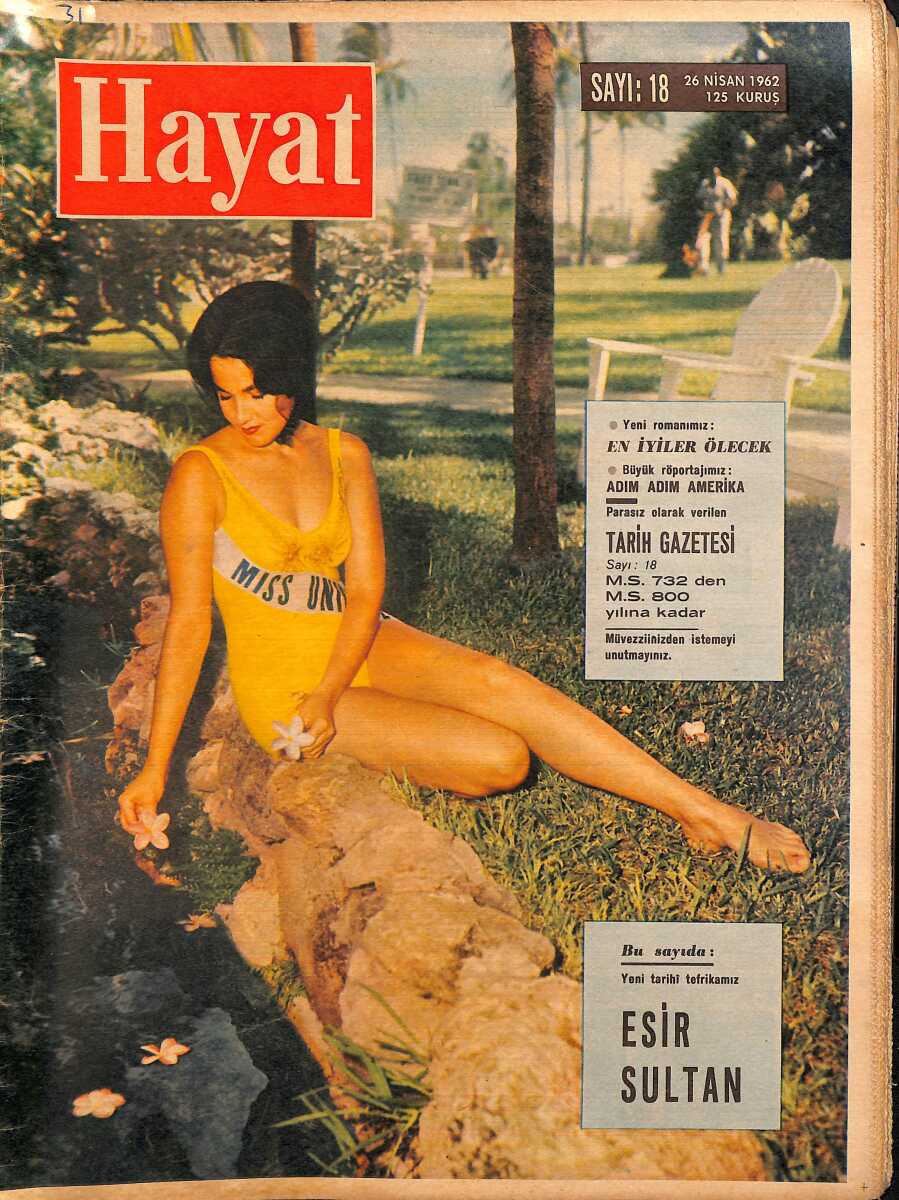 31
Hayat
SAYI: 18
26 NİSAN 1962
125 KURUŞ
Yeni romanımız:
EN İYİLER ÖLECEK
Büyük röportajımız:
ADIM ADIM AMERİKA
Parasız olarak verilen
TARİH GAZETESİ
Sayı: 18
M.S. 732 den
M.S. 800
yılına kadar
Müvezziinizden istemeyi
unutmayınız.
MISS UNI
Bu sayıda:
Yeni tarihî tefrikamız
ESİR
SULTAN